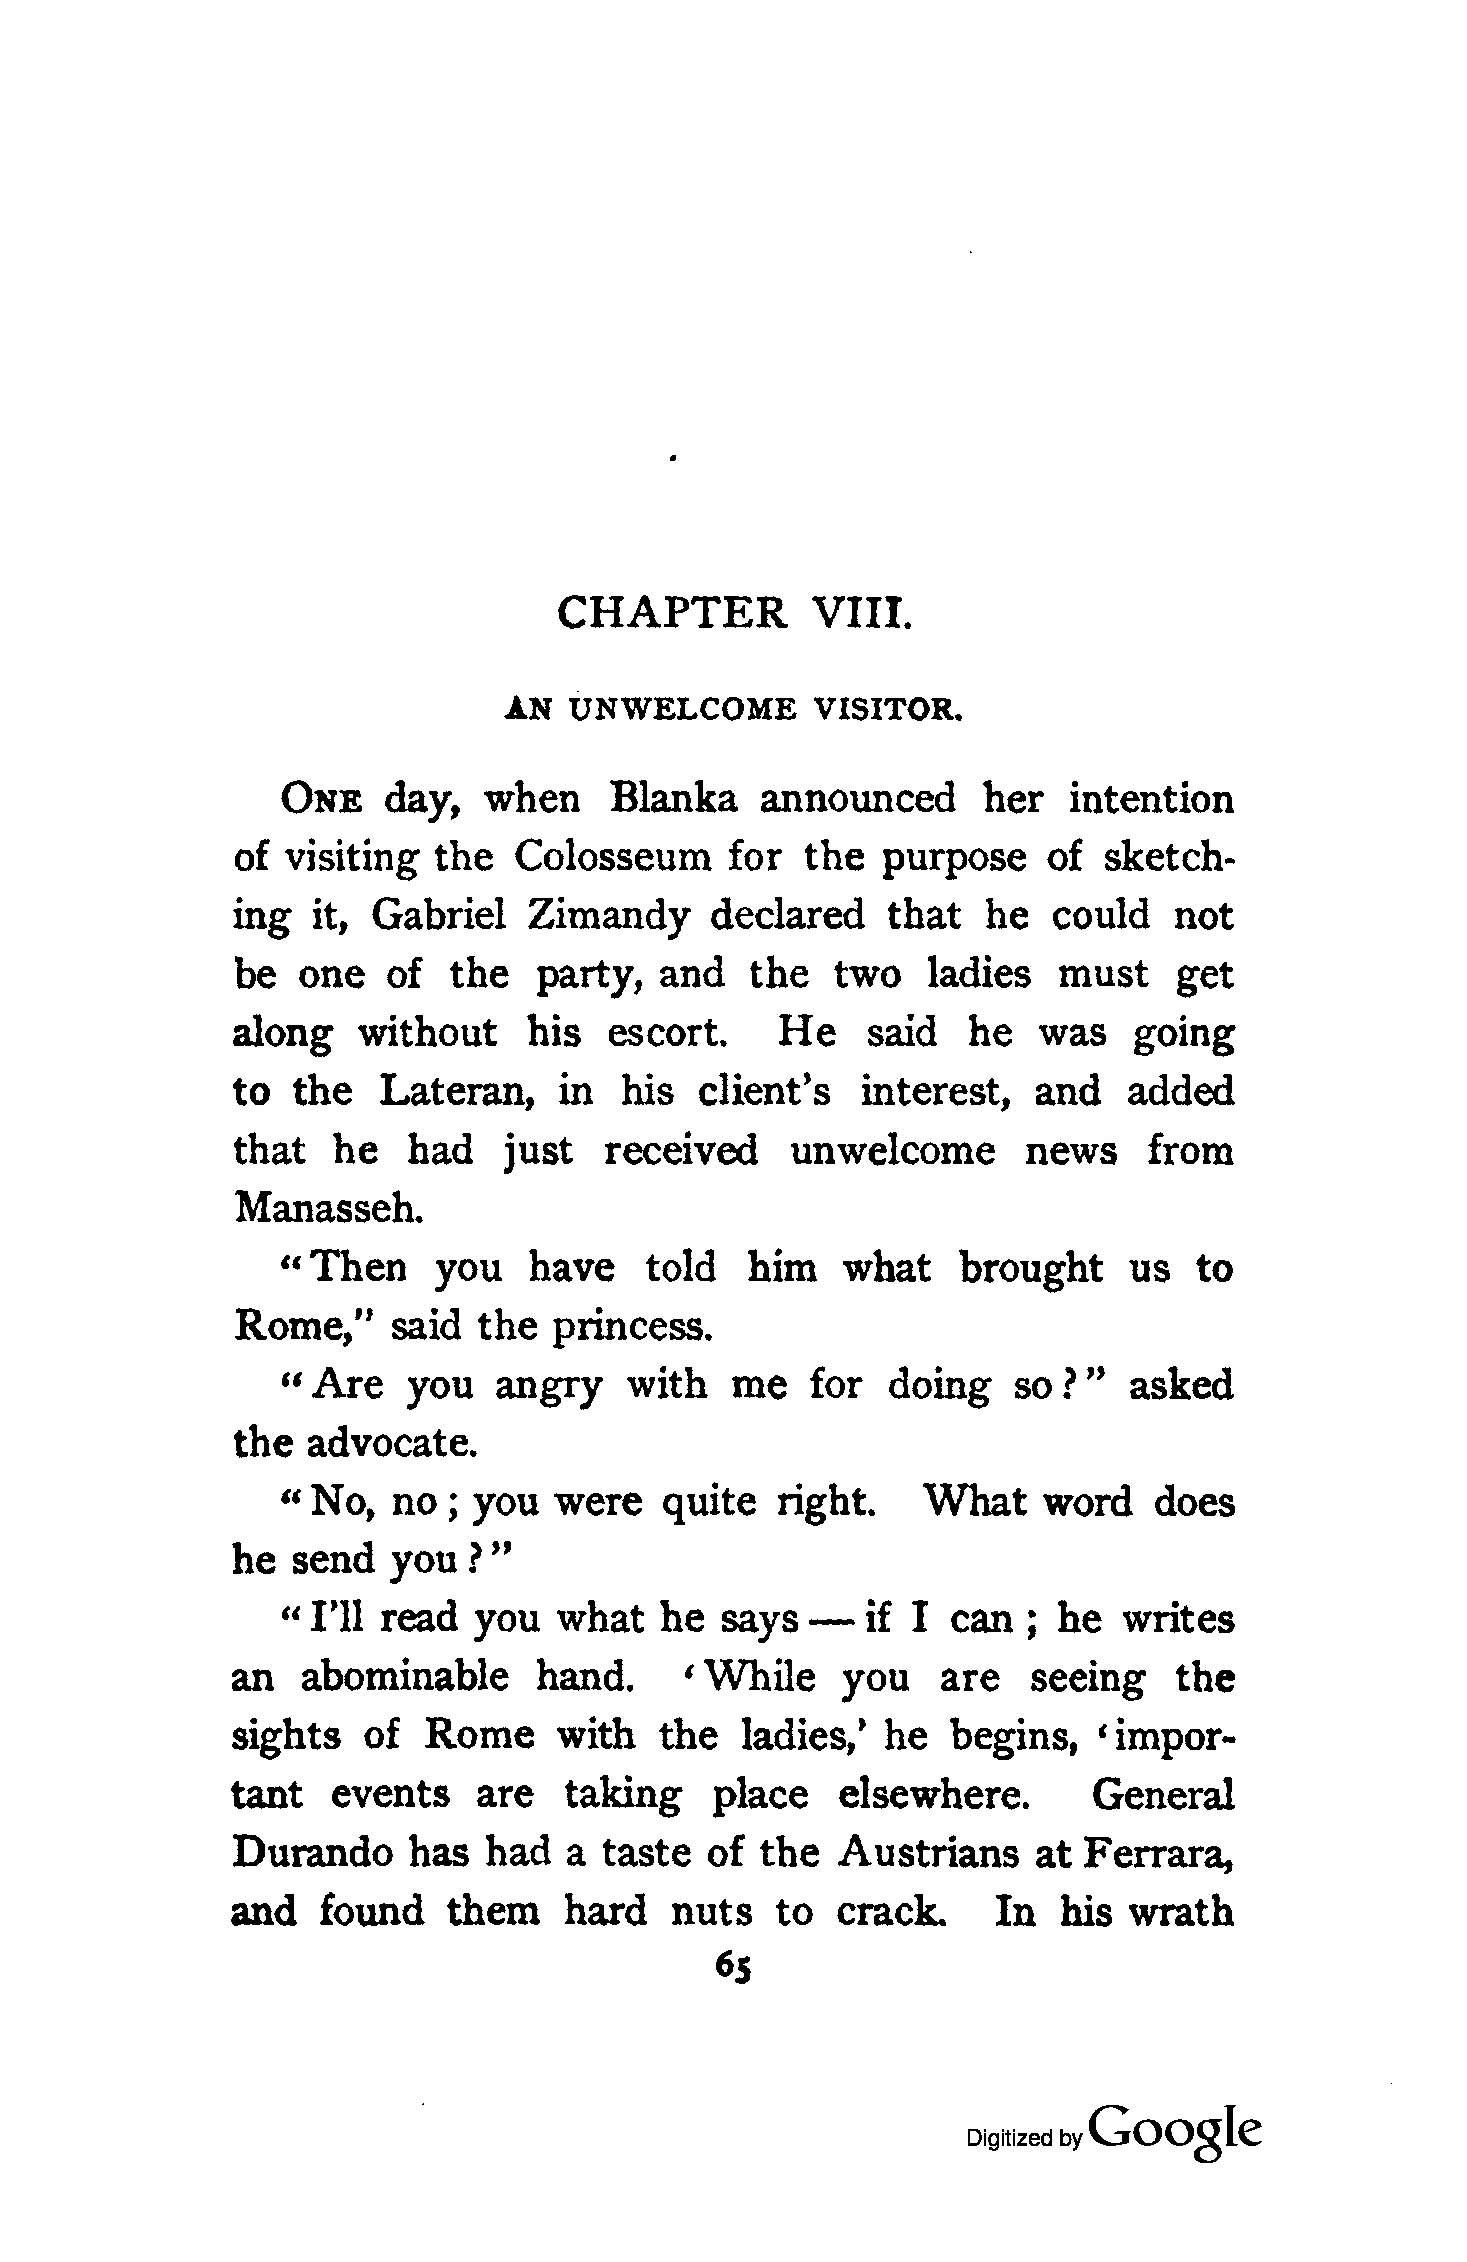 CHAPTER VIII.
AN UNWELCOME VISITOR.
ONE day, when Blanka announced her intention
of visiting the Colosseum for the purpose of sketch-
ing it, Gabriel Zimandy declared that he could not
be one of the party, and the two ladies must get
along without his escort. He said he was going
to the Lateran, in his client's interest, and added
that he had just received unwelcome news from
Manasseh.
"Then you have told him what brought us to
Rome," said the princess.
"Are you angry with me for doing so?" asked
the advocate.
"No, no; you were quite right. What word does
he send you?"
"I'll read you what he says — if I can; he writes
an abominable hand. 'While you are seeing the
sights of Rome with the ladies,' he begins, 'impor-
tant events are taking place elsewhere. General
Durando has had a taste of the Austrians at Ferrara,
and found them hard nuts to crack. In his wrath
65
Digitized by Google